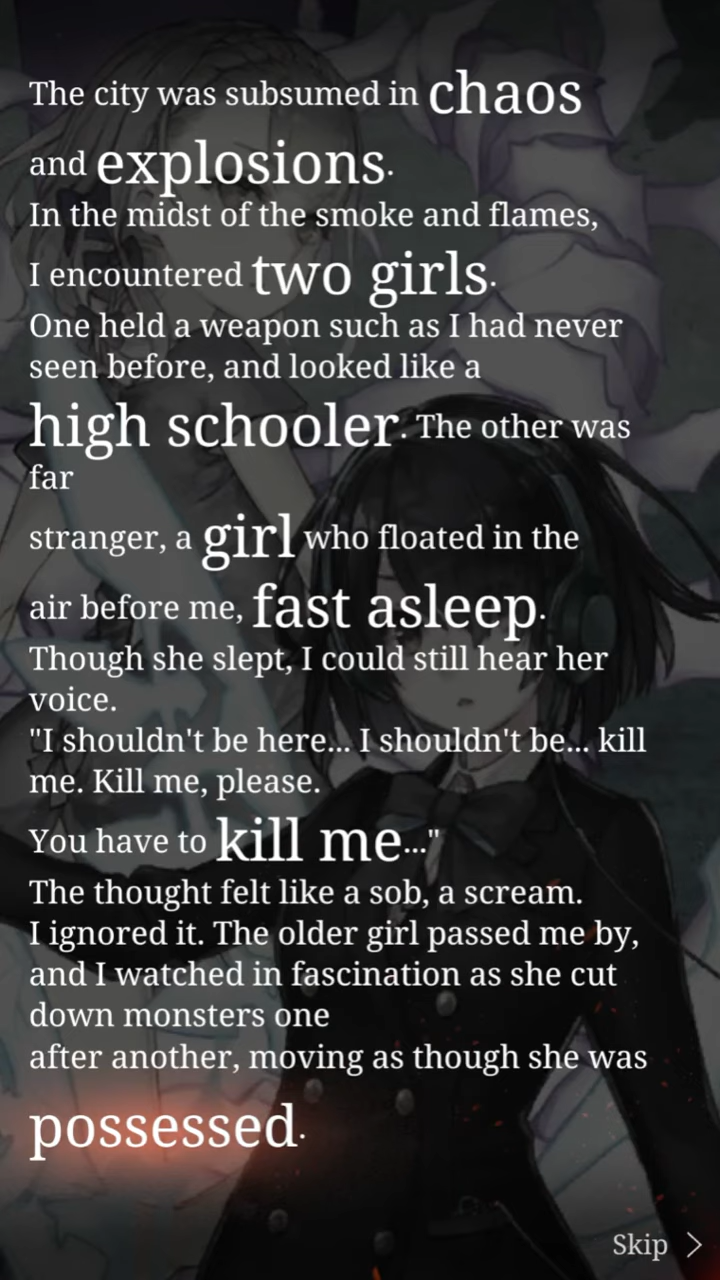 The city was subsumed in chaos
and explosions.
In the midst of the smoke and flames,
I encountered two girls.
One held a weapon such as I had never
seen before, and looked like a
high schooler. The other was
far
stranger, a girl who floated in the
air before me, fast asleep.
Though she slept, I could still hear her
voice.
"I shouldn't be here... I shouldn't be... kill
me. Kill me, please.
You have to kill me..."
The thought felt like a sob, a scream.
I ignored it. The older girl passed me by,
and I watched in fascination as she cut
down monsters one
after another, moving as though she was
possessed.
Skip